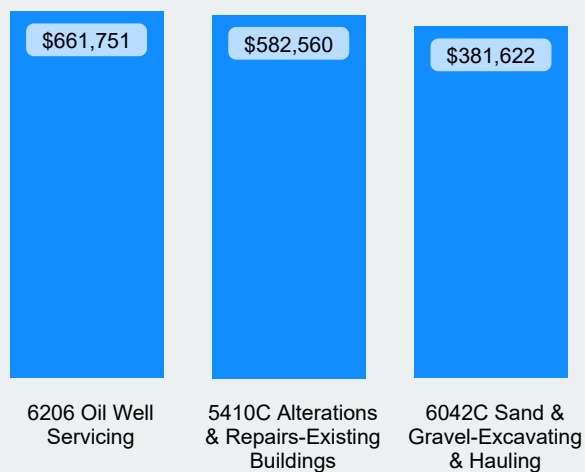 $661,751
$582,560
$381,622
6206 Oil Well
Servicing
5410C Alterations
& Repairs-Existing
Buildings
6042C Sand &
Gravel-Excavating
& Hauling